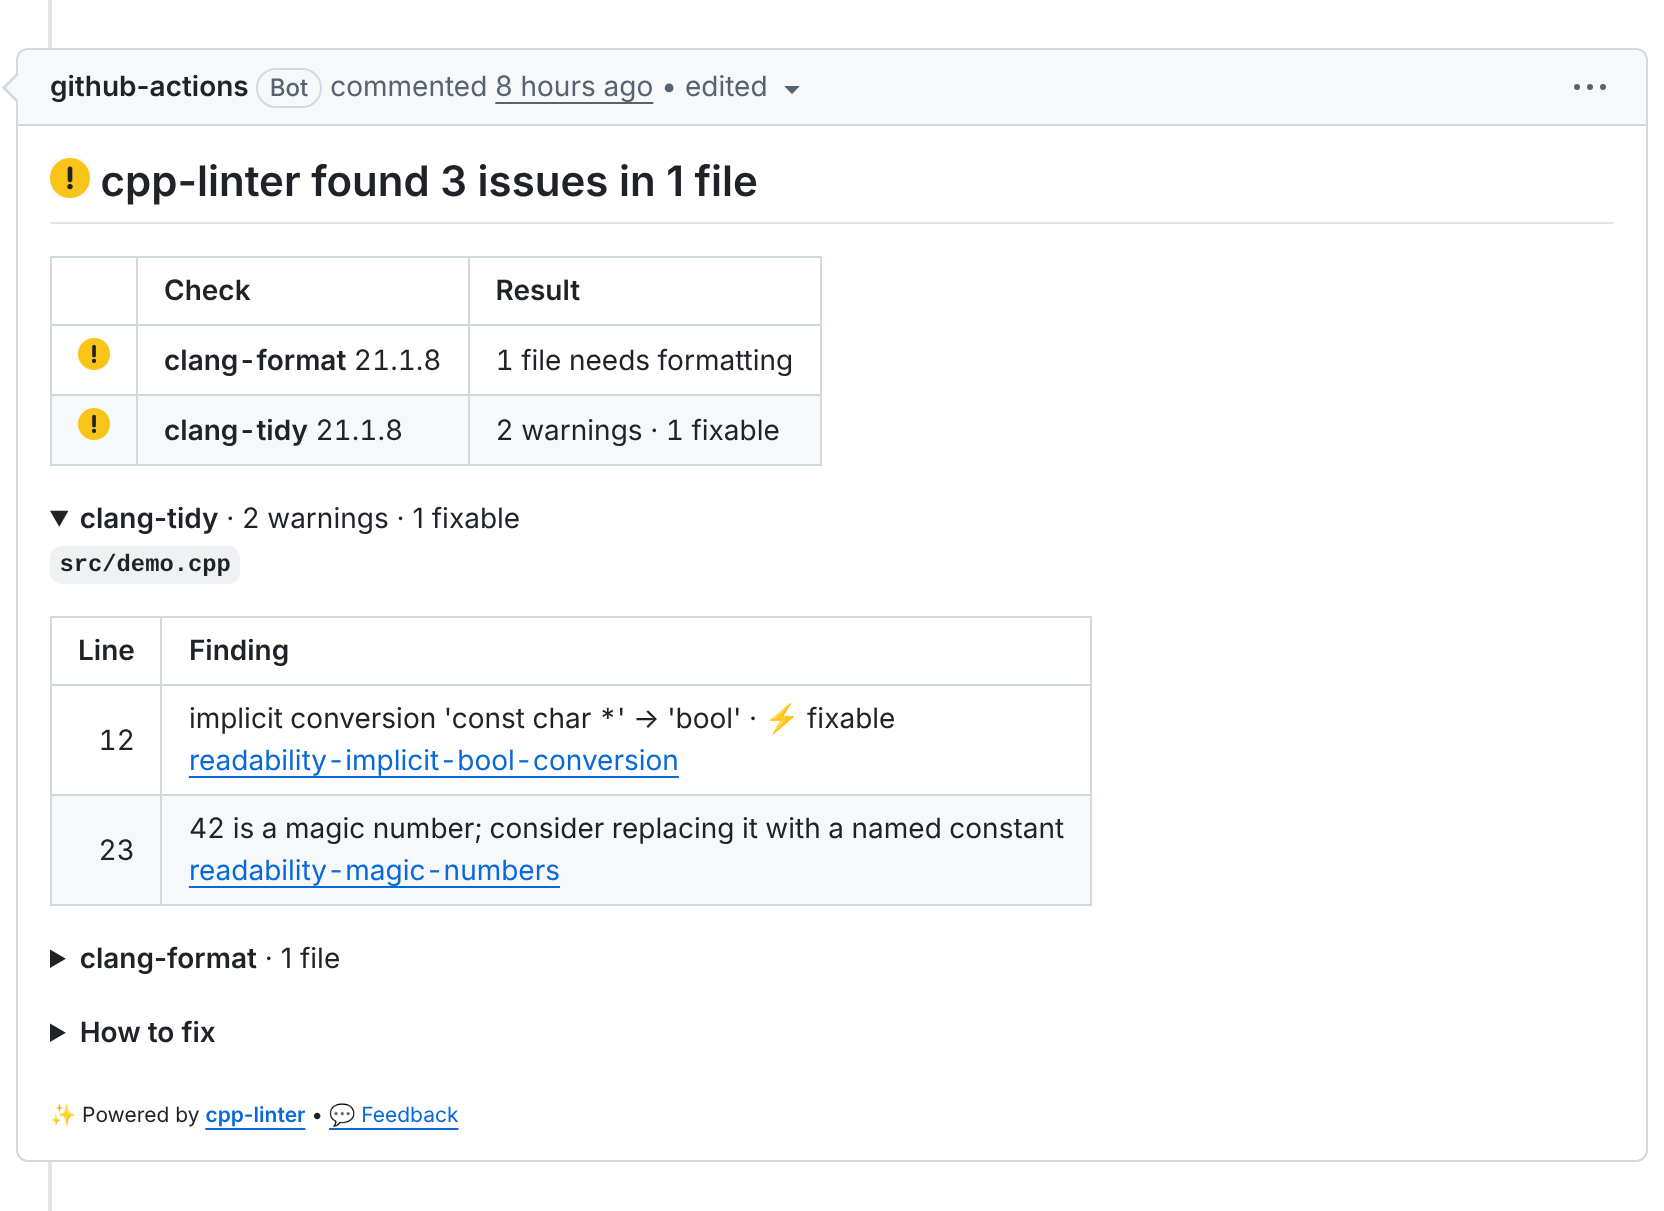 github-actions Bot commented 8 hours ago • edited
cpp-linter found 3 issues in 1 file
Check Result
clang-format 21.1.8 1 file needs formatting
clang-tidy 21.1.8 2 warnings · 1 fixable
clang-tidy · 2 warnings · 1 fixable
src/demo.cpp
Line Finding
12 implicit conversion 'const char *' → 'bool' · ⚡ fixable
readability-implicit-bool-conversion
23 42 is a magic number; consider replacing it with a named constant
readability-magic-numbers
clang-format · 1 file
How to fix
✨ Powered by cpp-linter • 💬 Feedback